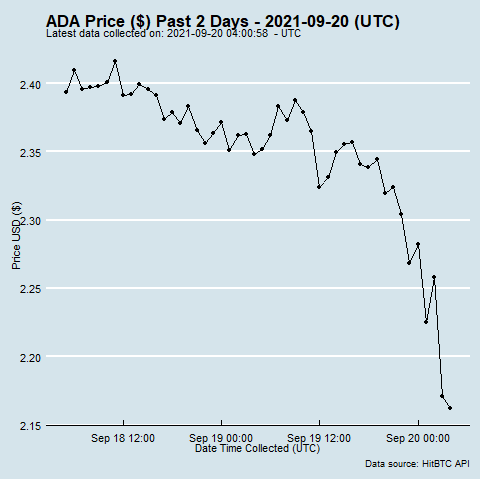 ADA Price ($) Past 2 Days - 2021-09-20 (UTC)
Latest data collected on: 2021-09-20 04:00:58  - UTC
Price USD ($)
2.40
2.35
2.30
2.25
2.20
2.15
Sep 18 12:00
Sep 19 00:00
Sep 19 12:00
Sep 20 00:00
Date Time Collected (UTC)
Data source: HitBTC API